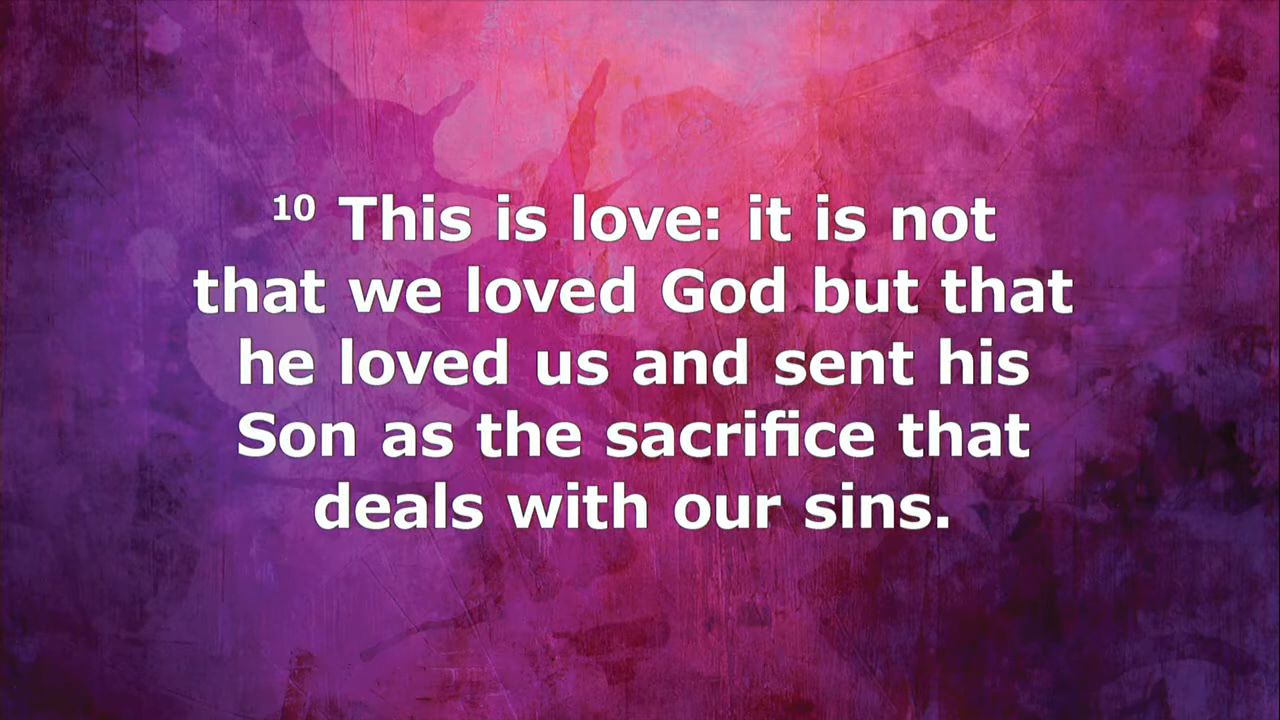 10 This is love: it is not
that we loved God but that
he loved us and sent his
Son as the sacrifice that
deals with our sins.